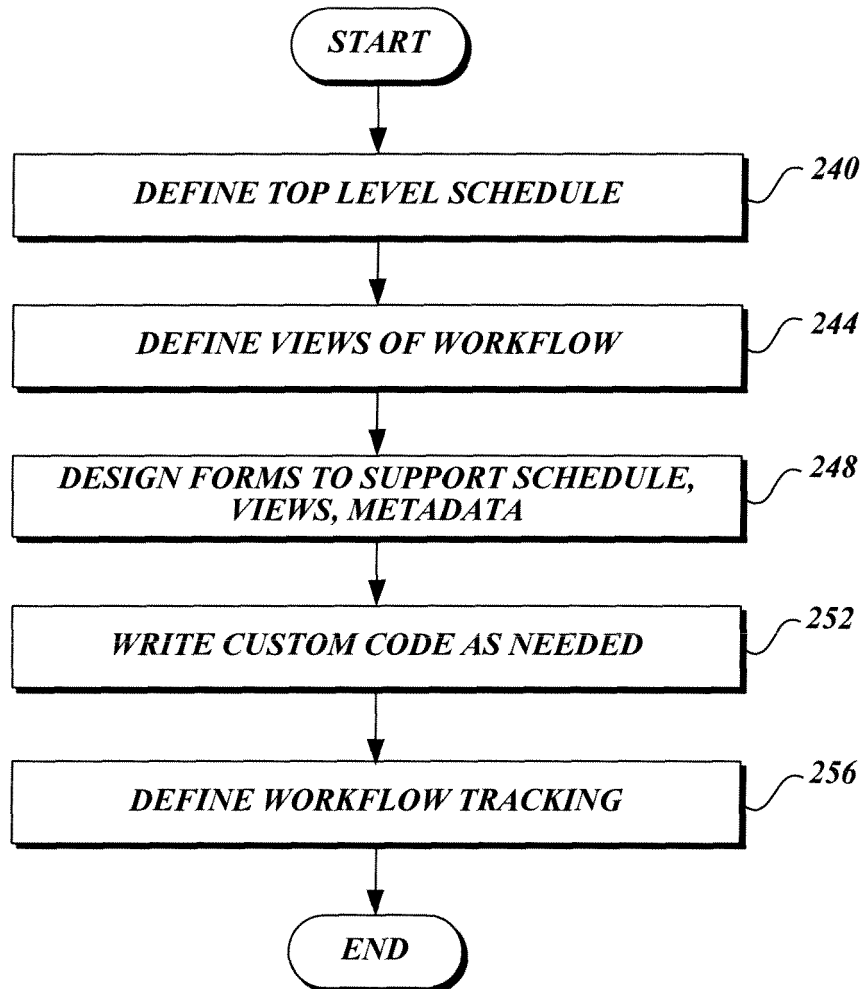 START
DEFINE TOP LEVEL SCHEDULE
240
DEFINE VIEWS OF WORKFLOW
244
DESIGN FORMS TO SUPPORT SCHEDULE,
VIEWS, METADATA
248
WRITE CUSTOM CODE AS NEEDED
252
DEFINE WORKFLOW TRACKING
256
END